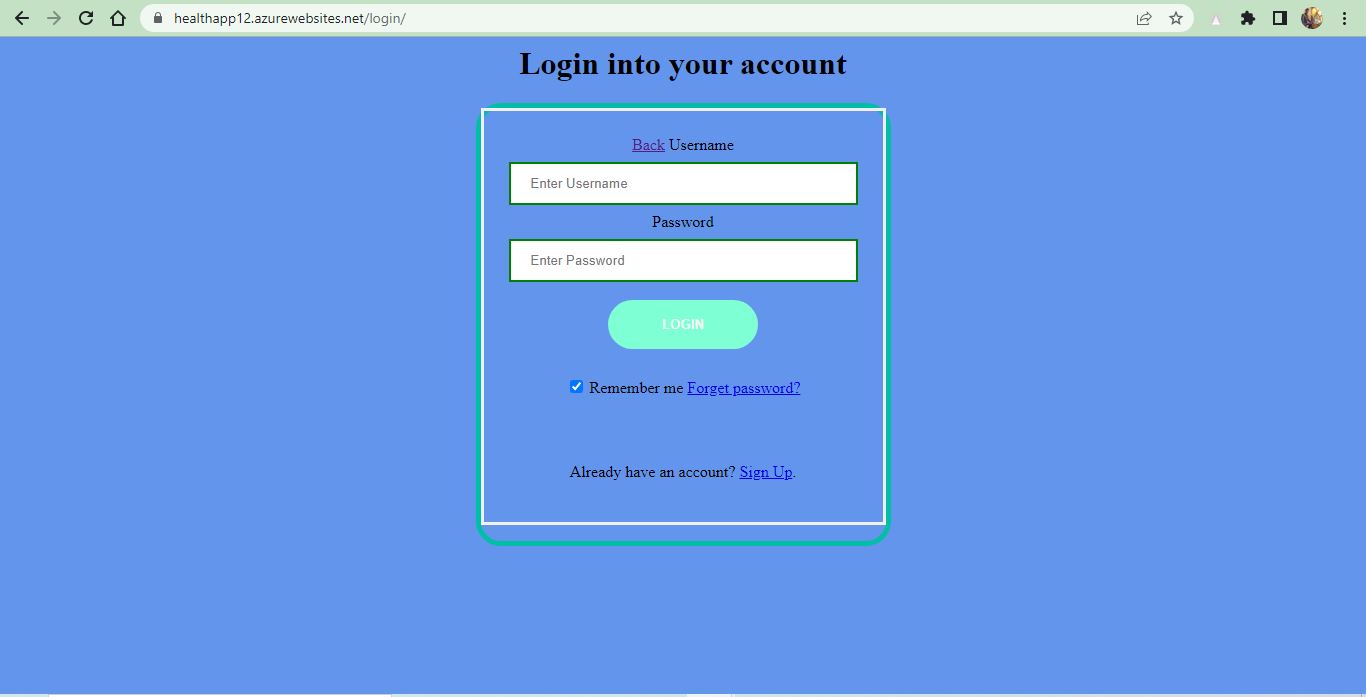 healthapp12.azurewebsites.net/login/
Login into your account
Back Username
Enter Username
Password
Enter Password
LOGIN
Remember me Forget password?
Already have an account? Sign Up.